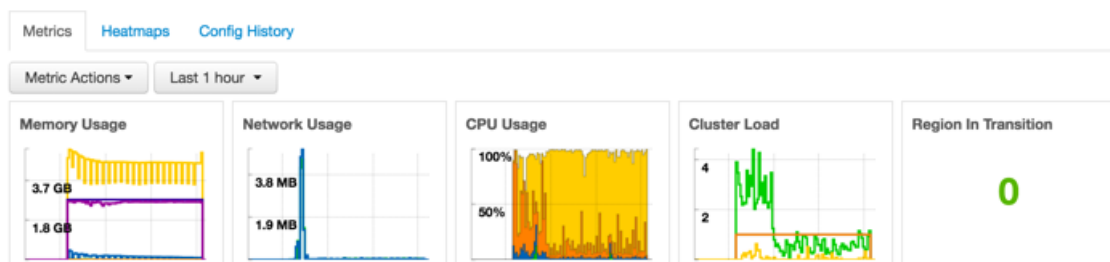 Metrics Heatmaps Config History
Metric Actions Last 1 hour
Memory Usage Network Usage CPU Usage Cluster Load Region In Transition
3.7 GB
1.8 GB
3.8 MB
1.9 MB
100%
50%
4
2
0